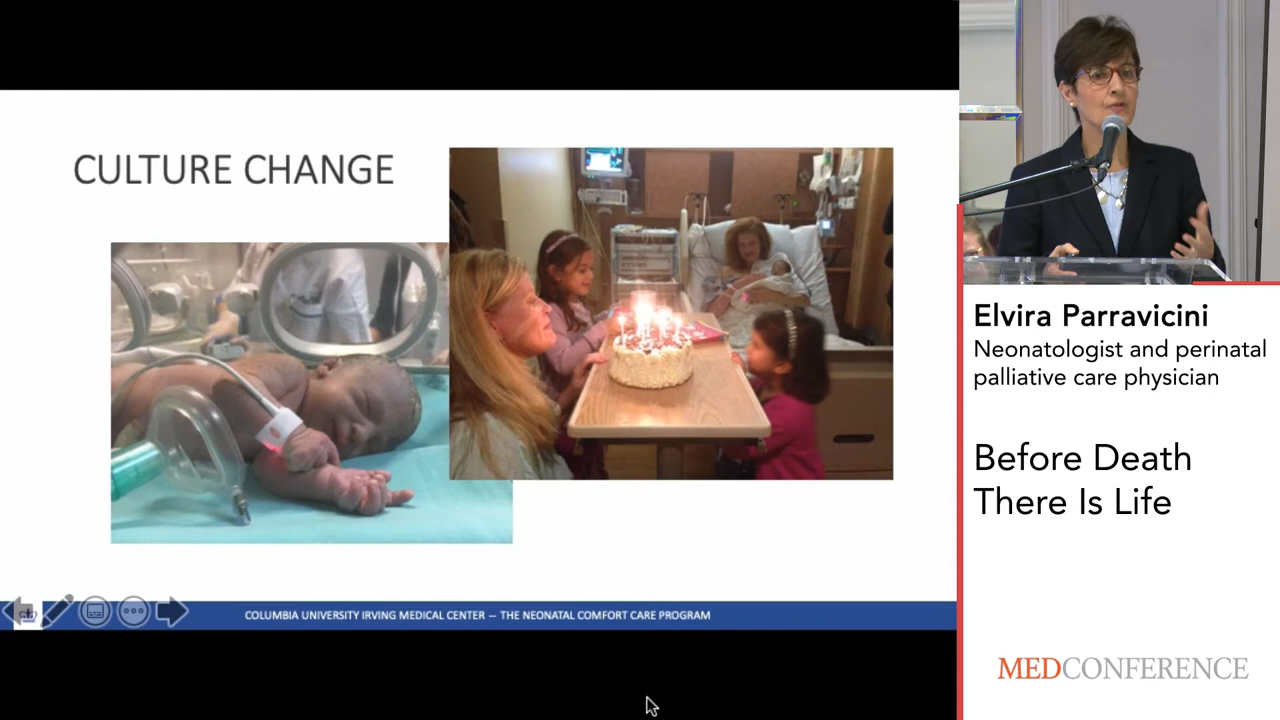 CULTURE CHANGE
COLUMBIA UNIVERSITY IRVING MEDICAL CENTER – THE NEONATAL COMFORT CARE PROGRAM
Elvira Parravicini
Neonatologist and perinatal
palliative care physician
Before Death
There Is Life
MEDCONFERENCE